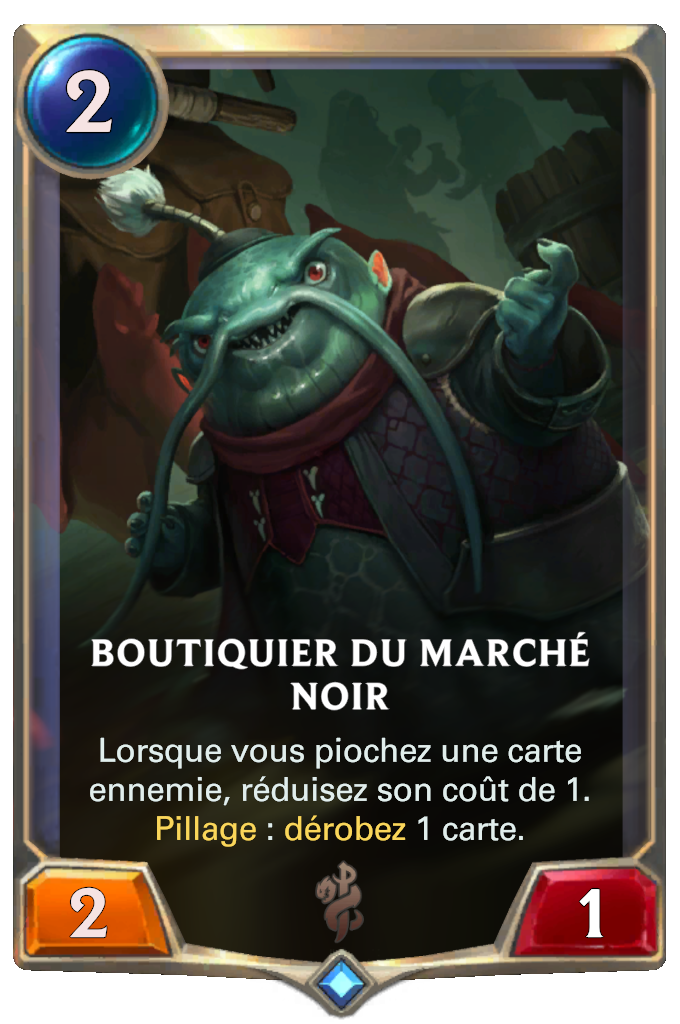 2
BOUTIQUIER DU MARCHÉ
NOIR
Lorsque vous piochez une carte
ennemie, réduisez son coût de 1.
Pillage : dérobez 1 carte.
2
1